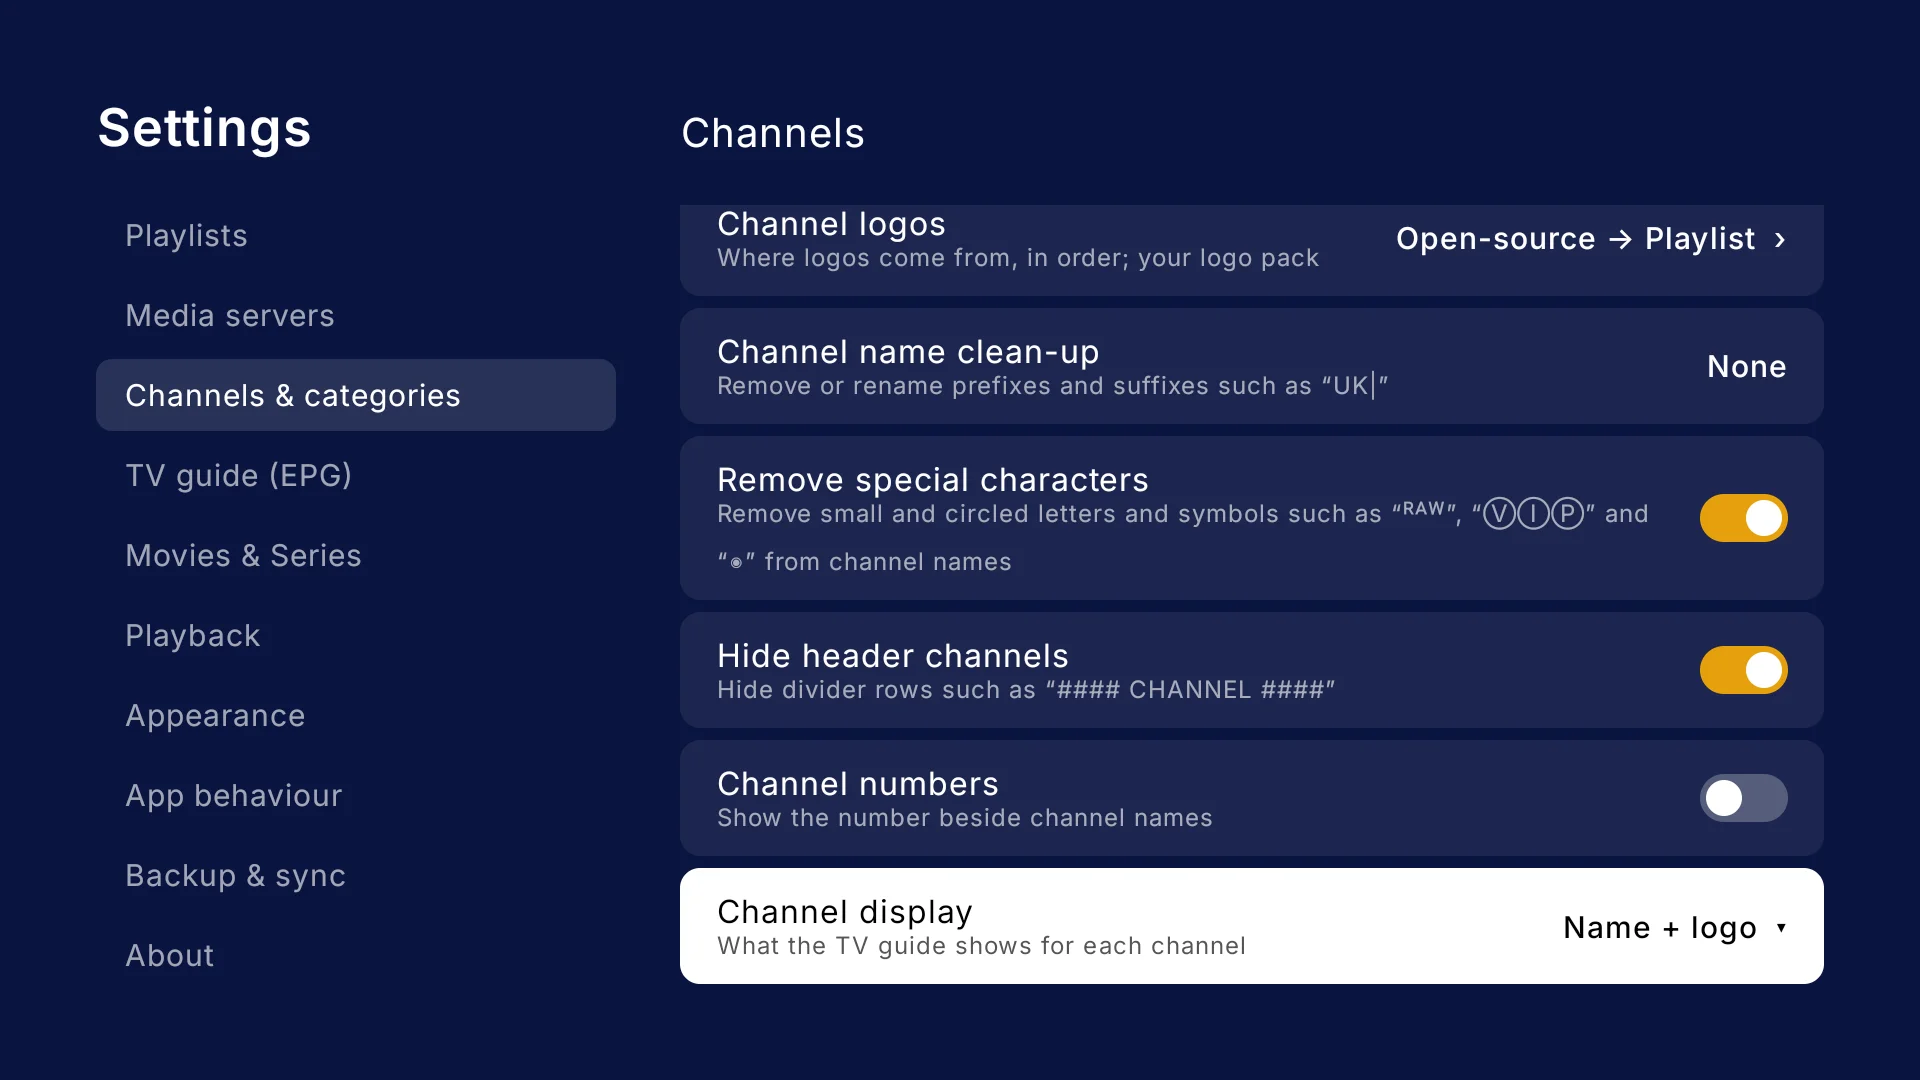 Settings
Playlists
Media servers
Channels & categories
TV guide (EPG)
Movies & Series
Playback
Appearance
App behaviour
Backup & sync
About
Channels
Channel logos
Where logos come from, in order; your logo pack
Open-source → Playlist ›
Channel name clean-up
Remove or rename prefixes and suffixes such as “UK|”
None
Remove special characters
Remove small and circled letters and symbols such as “ᴿᴬᵂ”, “ⓋⒾⓅ” and
“◉” from channel names
Hide header channels
Hide divider rows such as “#### CHANNEL ####”
Channel numbers
Show the number beside channel names
Channel display
What the TV guide shows for each channel
Name + logo ▾